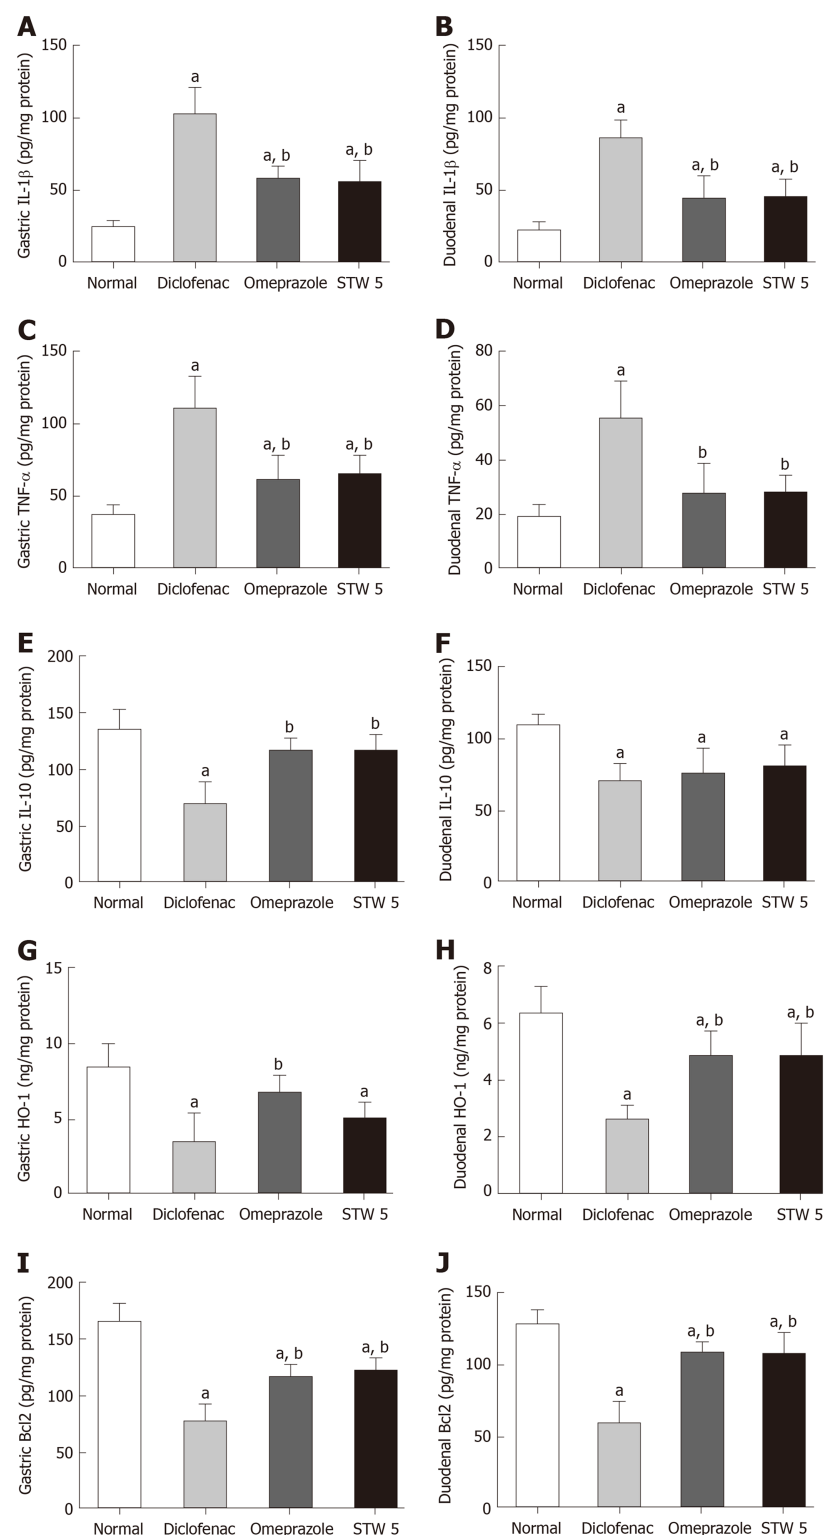 A
Gastric IL-1β (pg/mg protein)
150
100
50
0
a
a, b
a, b
Normal Diclofenac Omeprazole STW 5
B
Duodenal IL-1β (pg/mg protein)
150
100
50
0
a
a, b
a, b
Normal Diclofenac Omeprazole STW 5
C
Gastric TNF-α (pg/mg protein)
150
100
50
0
a
a, b
a, b
Normal Diclofenac Omeprazole STW 5
D
Duodenal TNF-α (pg/mg protein)
80
60
40
20
0
a
b
b
Normal Diclofenac Omeprazole STW 5
E
Gastric IL-10 (pg/mg protein)
200
150
100
50
0
a
b
b
Normal Diclofenac Omeprazole STW 5
F
Duodenal IL-10 (pg/mg protein)
150
100
50
0
a
a
a
Normal Diclofenac Omeprazole STW 5
G
Gastric HO-1 (ng/mg protein)
15
10
5
0
a
b
a
Normal Diclofenac Omeprazole STW 5
H
Duodenal HO-1 (ng/mg protein)
8
6
4
2
0
a
a, b
a, b
Normal Diclofenac Omeprazole STW 5
I
Gastric Bcl2 (pg/mg protein)
200
150
100
50
0
a
a, b
a, b
Normal Diclofenac Omeprazole STW 5
J
Duodenal Bcl2 (pg/mg protein)
150
100
50
0
a
a, b
a, b
Normal Diclofenac Omeprazole STW 5